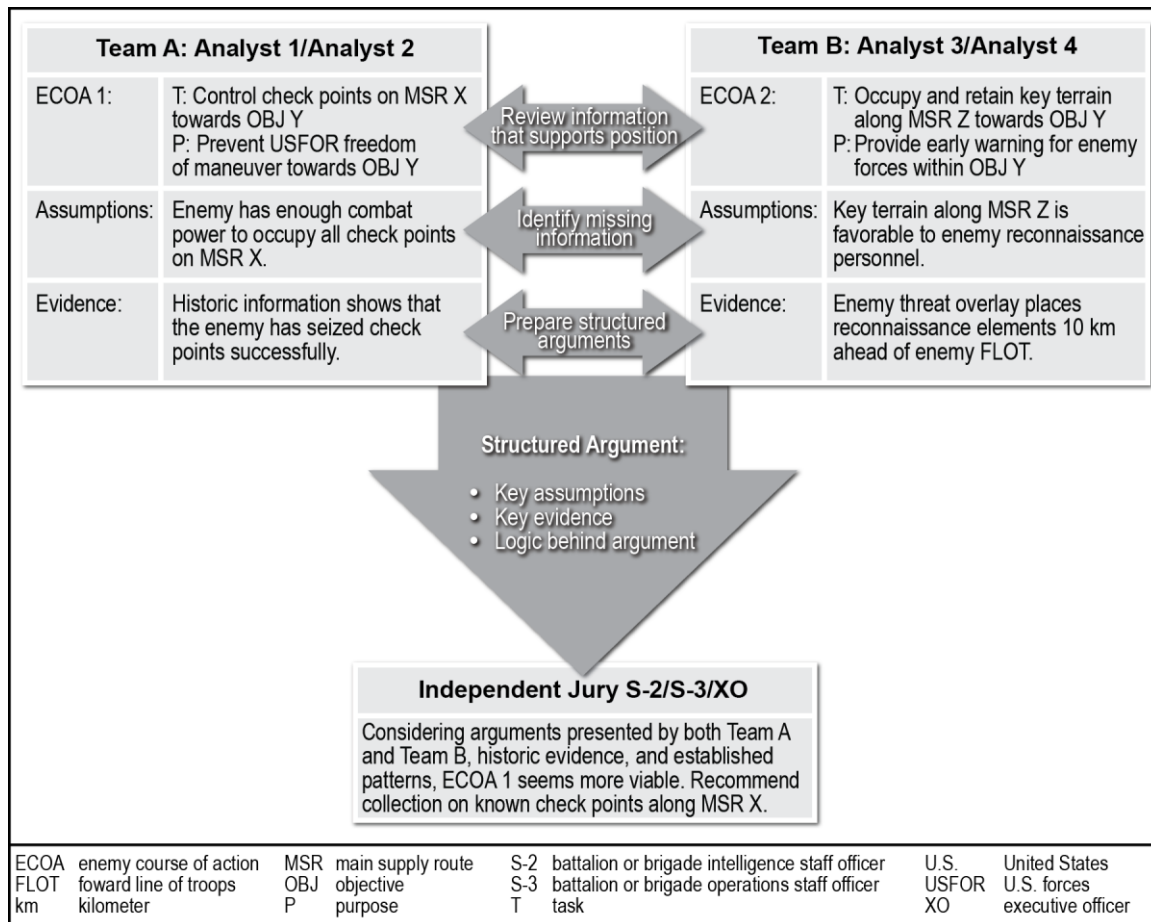 Team A: Analyst 1/Analyst 2
ECOA 1:
T: Control check points on MSR X
towards OBJ Y
P: Prevent USFOR freedom
of maneuver towards OBJ Y
Assumptions:
Enemy has enough combat
power to occupy all check points
on MSR X.
Evidence:
Historic information shows that
the enemy has seized check
points successfully.
Review information
that supports position
Identify missing
information
Prepare structured
arguments
Team B: Analyst 3/Analyst 4
ECOA 2:
T: Occupy and retain key terrain
along MSR Z towards OBJ Y
P: Provide early warning for enemy
forces within OBJ Y
Assumptions:
Key terrain along MSR Z is
favorable to enemy reconnaissance
personnel.
Evidence:
Enemy threat overlay places
reconnaissance elements 10 km
ahead of enemy FLOT.
Structured Argument:
• Key assumptions
• Key evidence
• Logic behind argument
Independent Jury S-2/S-3/XO
Considering arguments presented by both Team A
and Team B, historic evidence, and established
patterns, ECOA 1 seems more viable. Recommend
collection on known check points along MSR X.
ECOA enemy course of action
FLOT foward line of troops
km kilometer
MSR main supply route
OBJ objective
P purpose
S-2 battalion or brigade intelligence staff officer
S-3 battalion or brigade operations staff officer
T task
U.S. United States
USFOR U.S. forces
XO executive officer